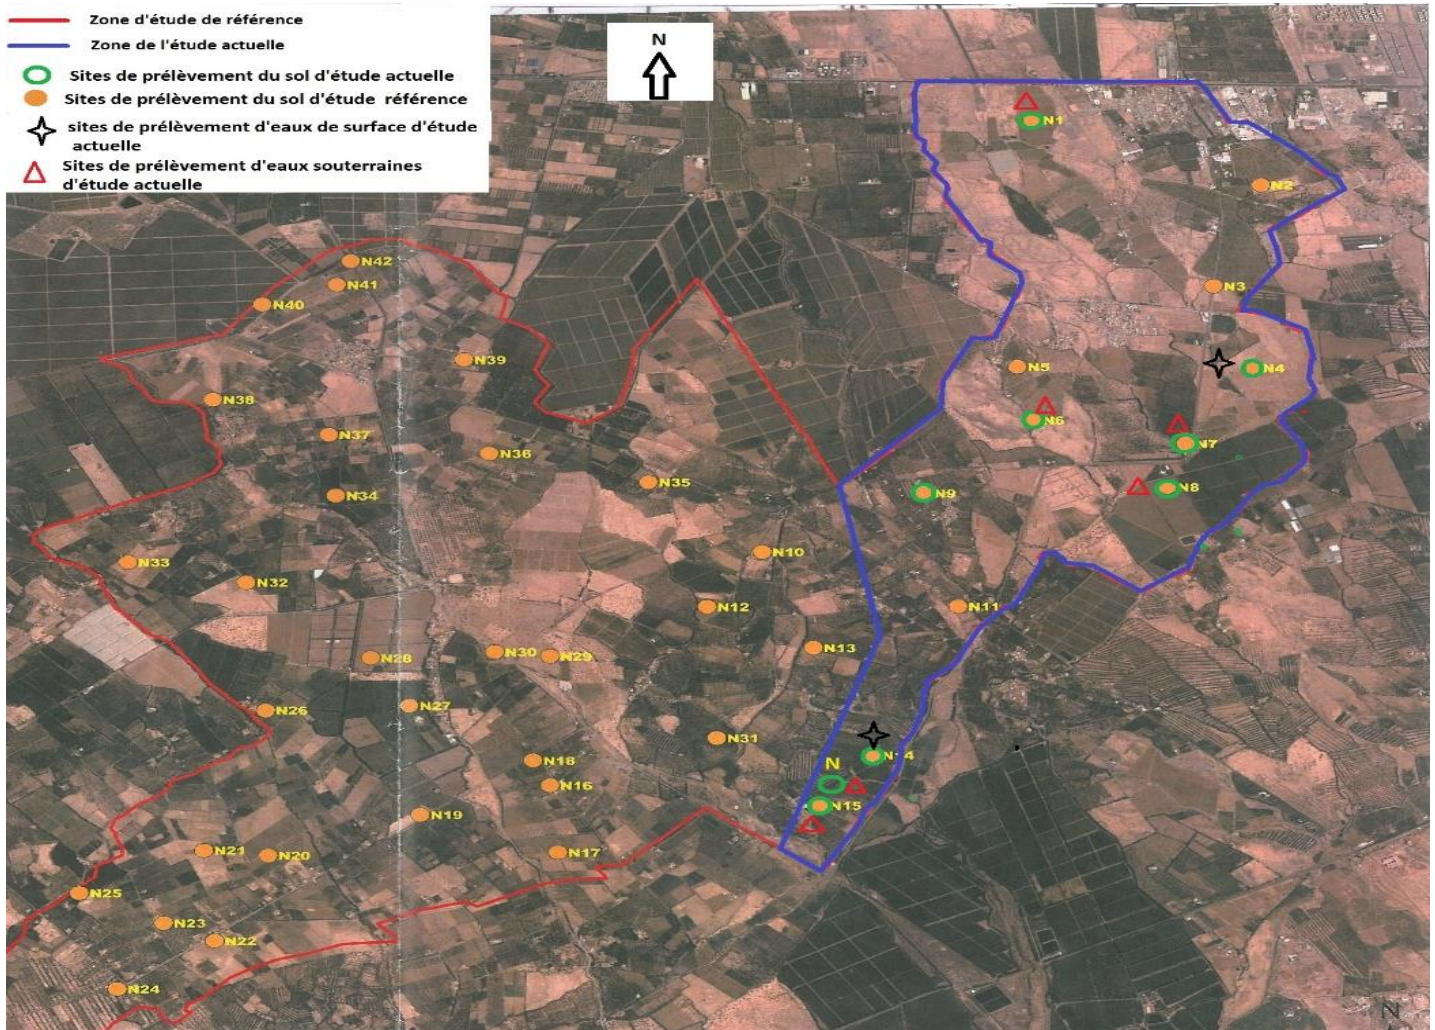 Zone d'étude de référence
Zone de l'étude actuelle
Sites de prélèvement du sol d'étude actuelle
Sites de prélèvement du sol d'étude référence
sites de prélèvement d'eaux de surface d'étude
actuelle
Sites de prélèvement d'eaux souterraines
d'étude actuelle
N
N1
N2
N42
N41
N3
N40
N39
N5
N4
N38
N6
N37
N7
N36
N35
N8
N9
N34
N10
N33
N32
N12
N11
N13
N30
N29
N28
N27
N26
N31
N14
N18
N
N16
N15
N19
N21
N20
N17
N25
N23
N22
N24
N